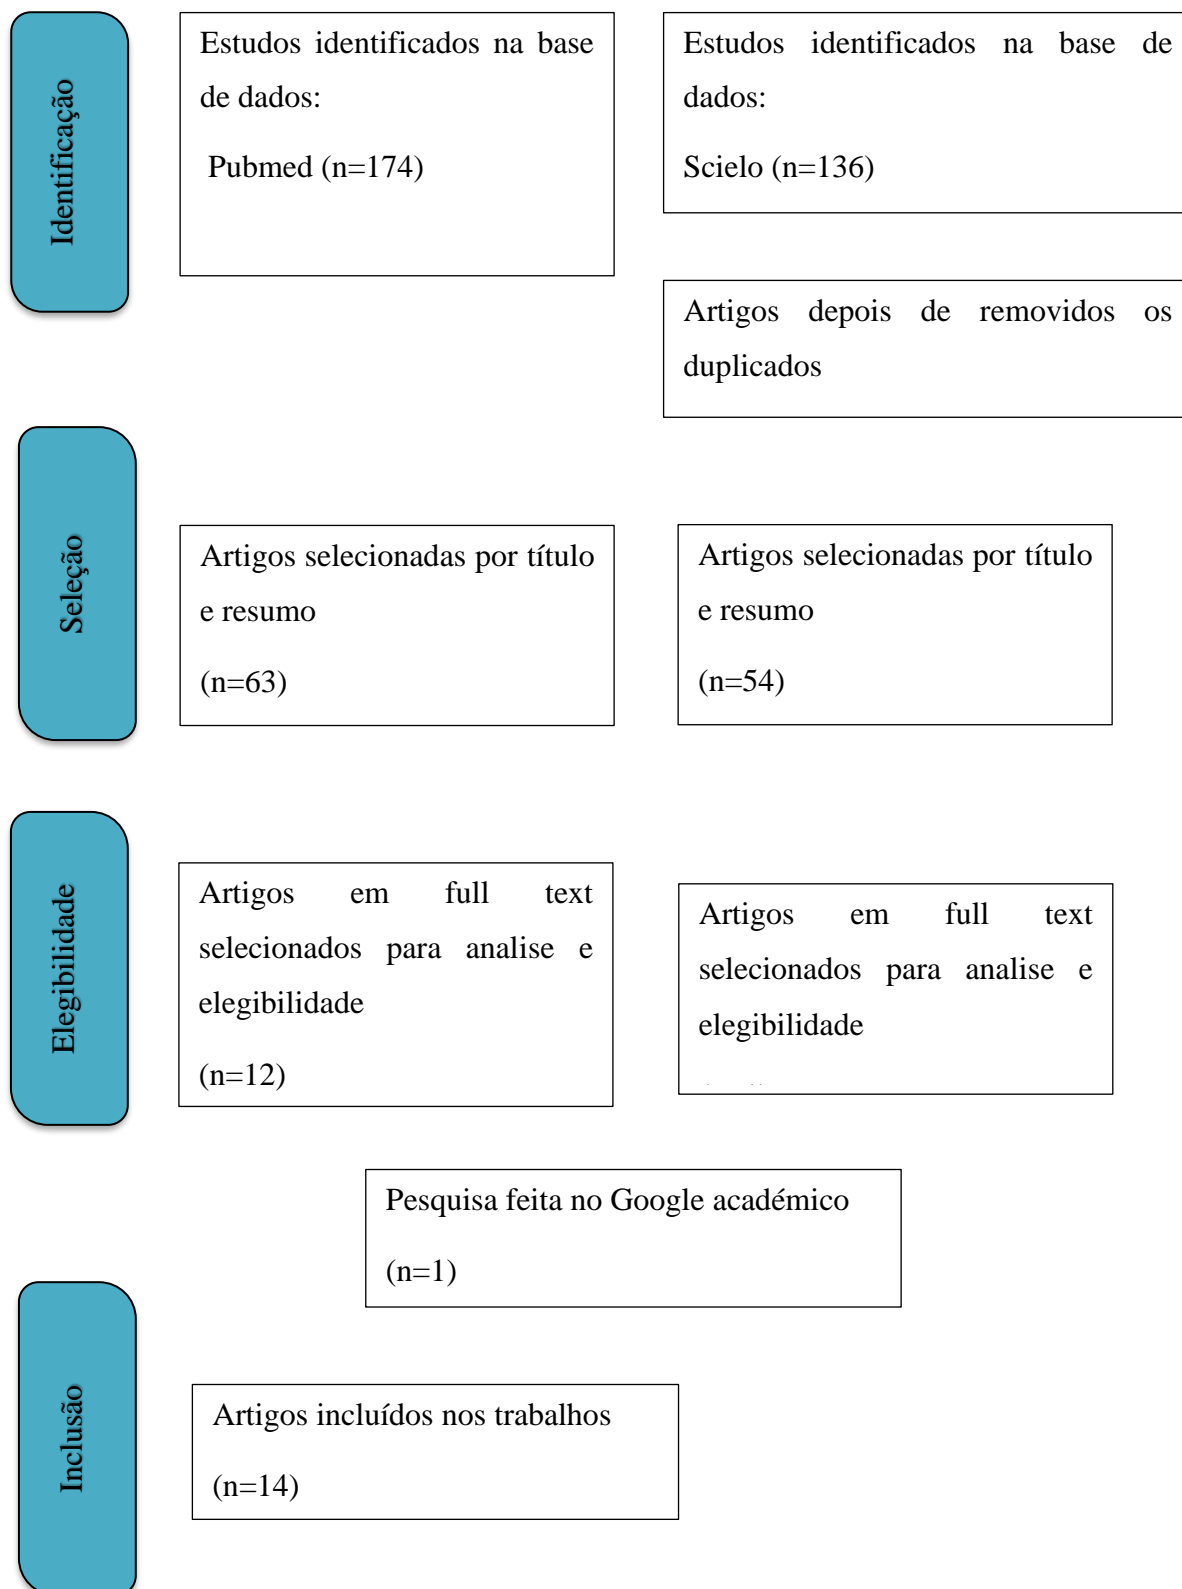 Identificação
Estudos identificados na base
de dados:
Pubmed (n=174)
Estudos identificados na base de
dados:
Scielo (n=136)
Artigos depois de removidos os
duplicados
Seleção
Artigos selecionadas por título
e resumo
(n=63)
Artigos selecionadas por título
e resumo
(n=54)
Elegibilidade
Artigos em full text
selecionados para analise e
elegibilidade
(n=12)
Artigos em full text
selecionados para analise e
elegibilidade
Pesquisa feita no Google académico
(n=1)
Inclusão
Artigos incluídos nos trabalhos
(n=14)